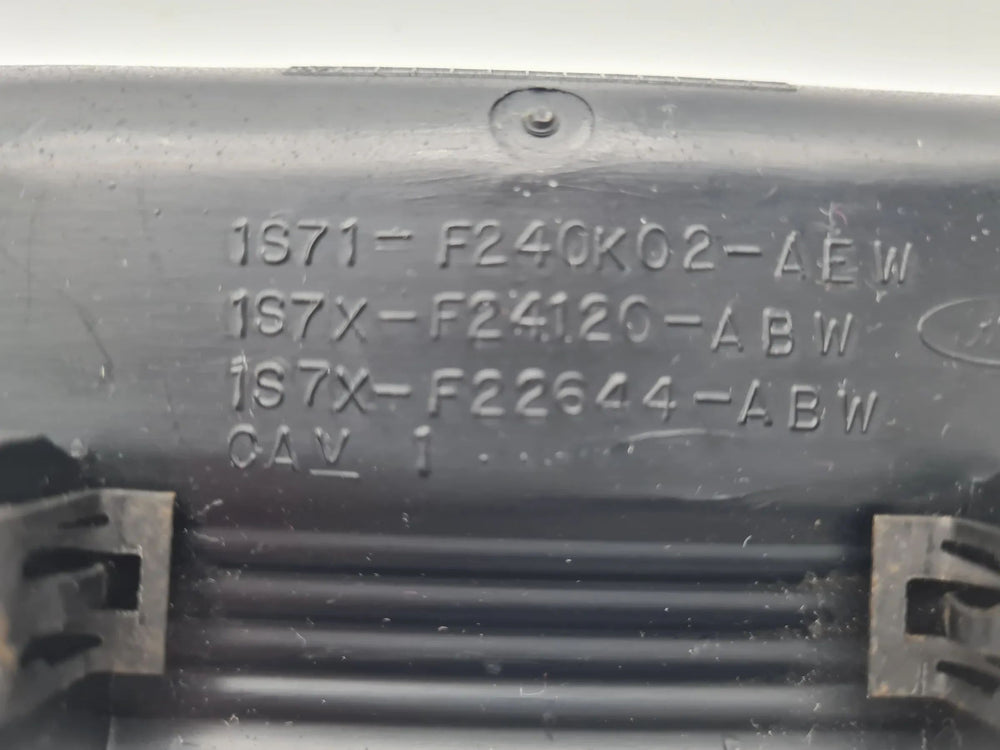 1S71-F240K02-AEW
1S7X-F24120-ABW
1S7X-F22644-ABW
CAV 1